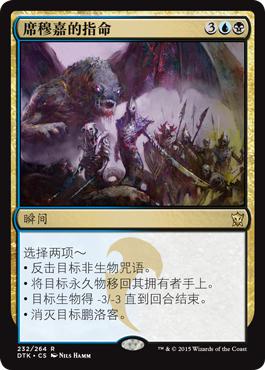 席穆嘉的指命 3
瞬间
选择两项～
• 反击目标非生物咒语。
• 将目标永久物移回其拥有者手上。
• 目标生物得 -3/-3 直到回合结束。
• 消灭目标鹏洛客。
232/264 R
DTK • CS NILS HAMM
™ & © 2015 Wizards of the Coast